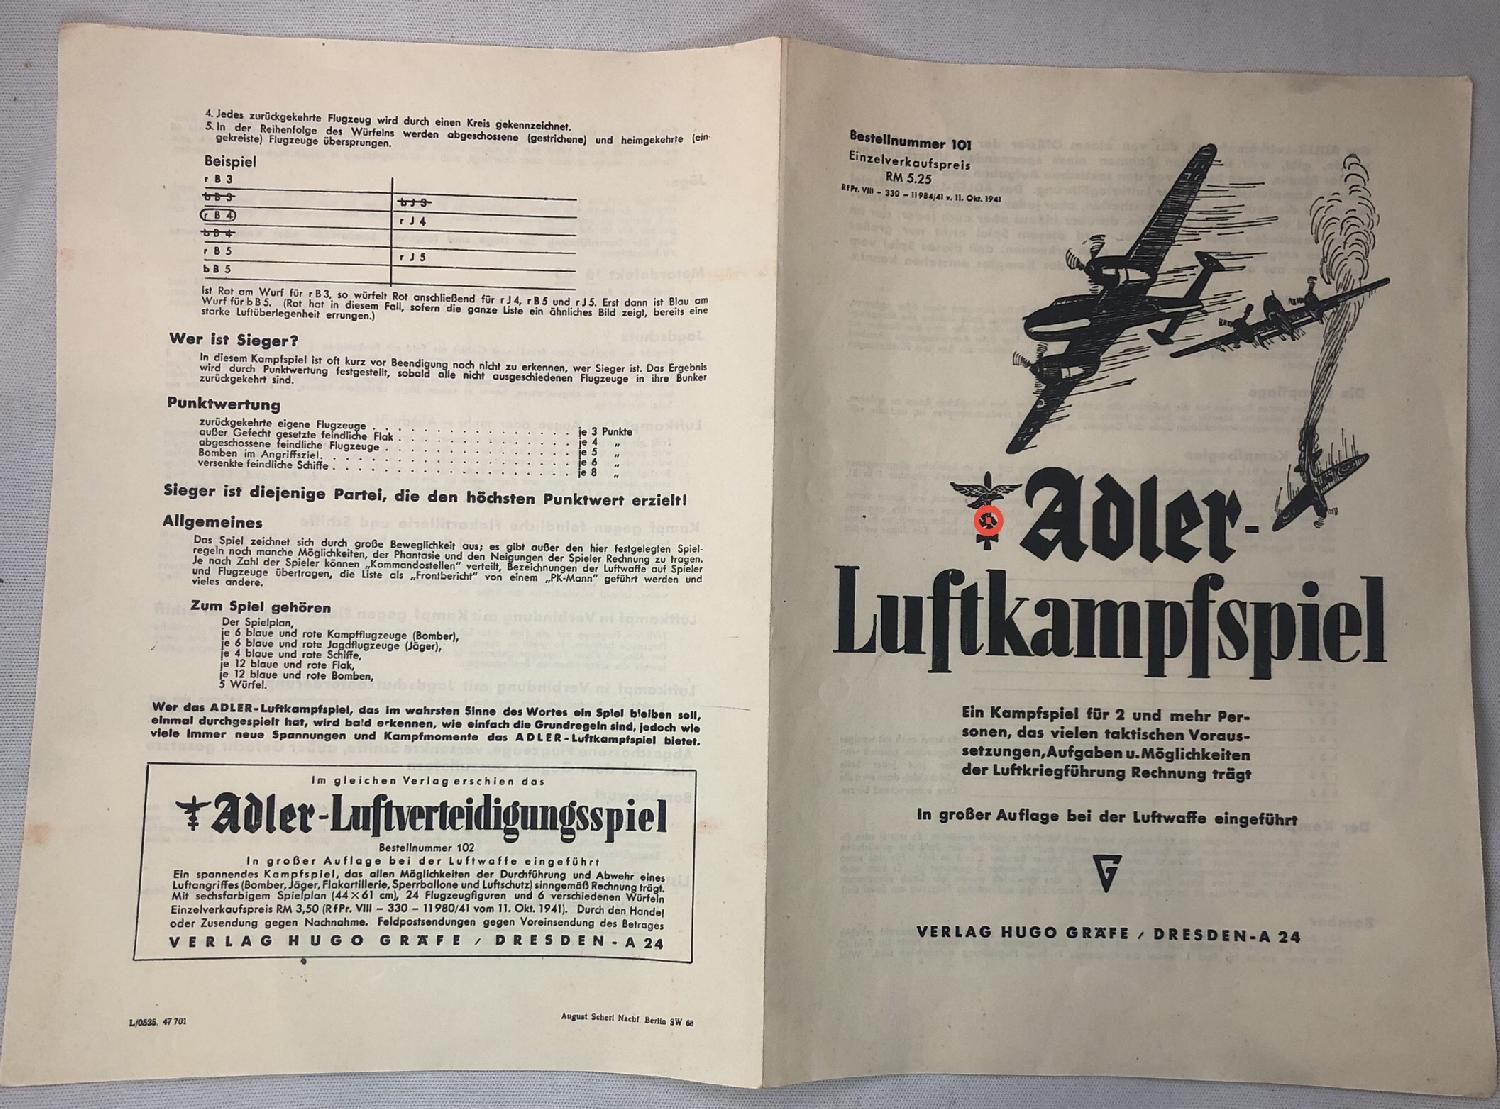 4. Jedes zurückgekehrte Flugzeug wird durch einen Kreis gekennzeichnet.
5. In der Reihenfolge des Würfelns werden abgeschossene (gestrichene) und heimgekehrte (ein-
gekreiste) Flugzeuge übersprungen.
Beispiel
r B 3
b B 3
b J 3
r B 4
r J 4
b B 4
r B 5
r J 5
b B 5
Ist Rot am Wurf für r B 3, so würfelt Rot anschließend für r J 4, r B 5 und r J 5. Erst dann ist Blau am
Wurf für b B 5. (Rot hat in diesem Fall, sofern die ganze Liste ein ähnliches Bild zeigt, bereits eine
starke Luftüberlegenheit errungen.)
Wer ist Sieger?
In diesem Kampfspiel ist oft kurz vor Beendigung noch nicht zu erkennen, wer Sieger ist. Das Ergebnis
wird durch Punktwertung festgestellt, sobald alle nicht ausgeschiedenen Flugzeuge in ihre Bunker
zurückgekehrt sind.
Punktwertung
zurückgekehrte eigene Flugzeuge . . . . . . . . . . . . . . je 3 Punkte
außer Gefecht gesetzte feindliche Flak . . . . . . . . . . . . je 4 „
abgeschossene feindliche Flugzeuge . . . . . . . . . . . . . je 5 „
Bomben im Angriffsziel . . . . . . . . . . . . . . . . . je 6 „
versenkte feindliche Schiffe . . . . . . . . . . . . . . . . je 8 „
Sieger ist diejenige Partei, die den höchsten Punktwert erzielt!
Allgemeines
Das Spiel zeichnet sich durch große Beweglichkeit aus; es gibt außer den hier festgelegten Spiel-
regeln noch manche Möglichkeiten, der Phantasie und den Neigungen der Spieler Rechnung zu tragen.
Je nach Zahl der Spieler können „Kommandostellen“ verteilt, Bezeichnungen der Luftwaffe auf Spieler
und Flugzeuge übertragen, die Liste als „Frontbericht“ von einem „PK-Mann“ geführt werden und
vieles andere.
Zum Spiel gehören
Der Spielplan,
je 6 blaue und rote Kampfflugzeuge (Bomber),
je 6 blaue und rote Jagdflugzeuge (Jäger),
je 4 blaue und rote Schiffe,
je 12 blaue und rote Flak,
je 12 blaue und rote Bomben,
5 Würfel.
Wer das ADLER-Luftkampfspiel, das im wahrsten Sinne des Wortes ein Spiel bleiben soll,
einmal durchgespielt hat, wird bald erkennen, wie einfach die Grundregeln sind, jedoch wie
viele immer neue Spannungen und Kampfmomente das ADLER-Luftkampfspiel bietet.
Im gleichen Verlag erschien das
Adler-Luftverteidigungsspiel
Bestellnummer 102
In großer Auflage bei der Luftwaffe eingeführt
Ein spannendes Kampfspiel, das allen Möglichkeiten der Durchführung und Abwehr eines
Luftangriffes (Bomber, Jäger, Flakartillerie, Sperrballone und Luftschutz) sinngemäß Rechnung trägt.
Mit sechsfarbigem Spielplan (44 × 61 cm), 24 Flugzeugfiguren und 6 verschiedenen Würfeln
Einzelverkaufspreis RM 3,50 (RfPr. VIII – 330 – 11980/41 vom 11. Okt. 1941). Durch den Handel
oder Zusendung gegen Nachnahme. Feldpostsendungen gegen Voreinsendung des Betrages
VERLAG HUGO GRÄFE / DRESDEN-A 24
L/0535. 47 701
August Scherl Nachf. Berlin SW 68
Bestellnummer 101
Einzelverkaufspreis
RM 5.25
RfPr. VIII – 330 – 11984/41 v. 11. Okt. 1941
Adler-
Luftkampfspiel
Ein Kampfspiel für 2 und mehr Per-
sonen, das vielen taktischen Voraus-
setzungen, Aufgaben u. Möglichkeiten
der Luftkriegführung Rechnung trägt
In großer Auflage bei der Luftwaffe eingeführt
G
VERLAG HUGO GRÄFE / DRESDEN-A 24